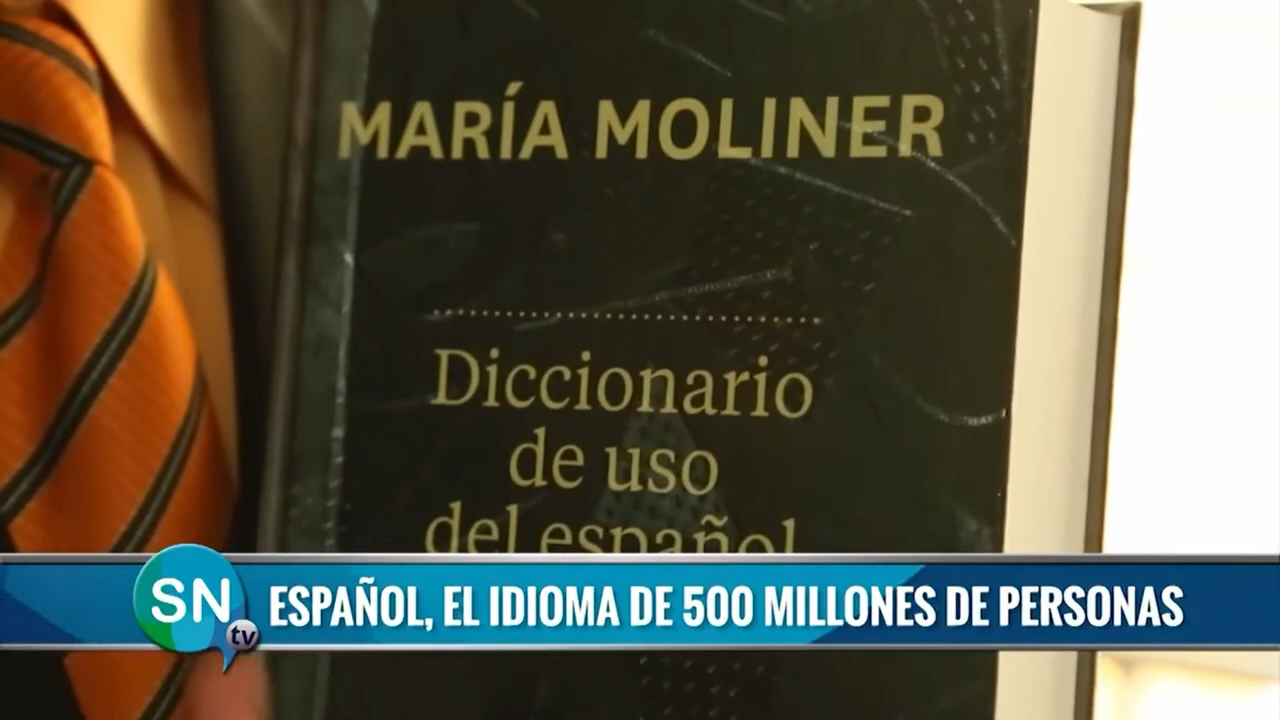 MARÍA MOLINER
Diccionario
de uso
del español
SN
tv
ESPAÑOL, EL IDIOMA DE 500 MILLONES DE PERSONAS